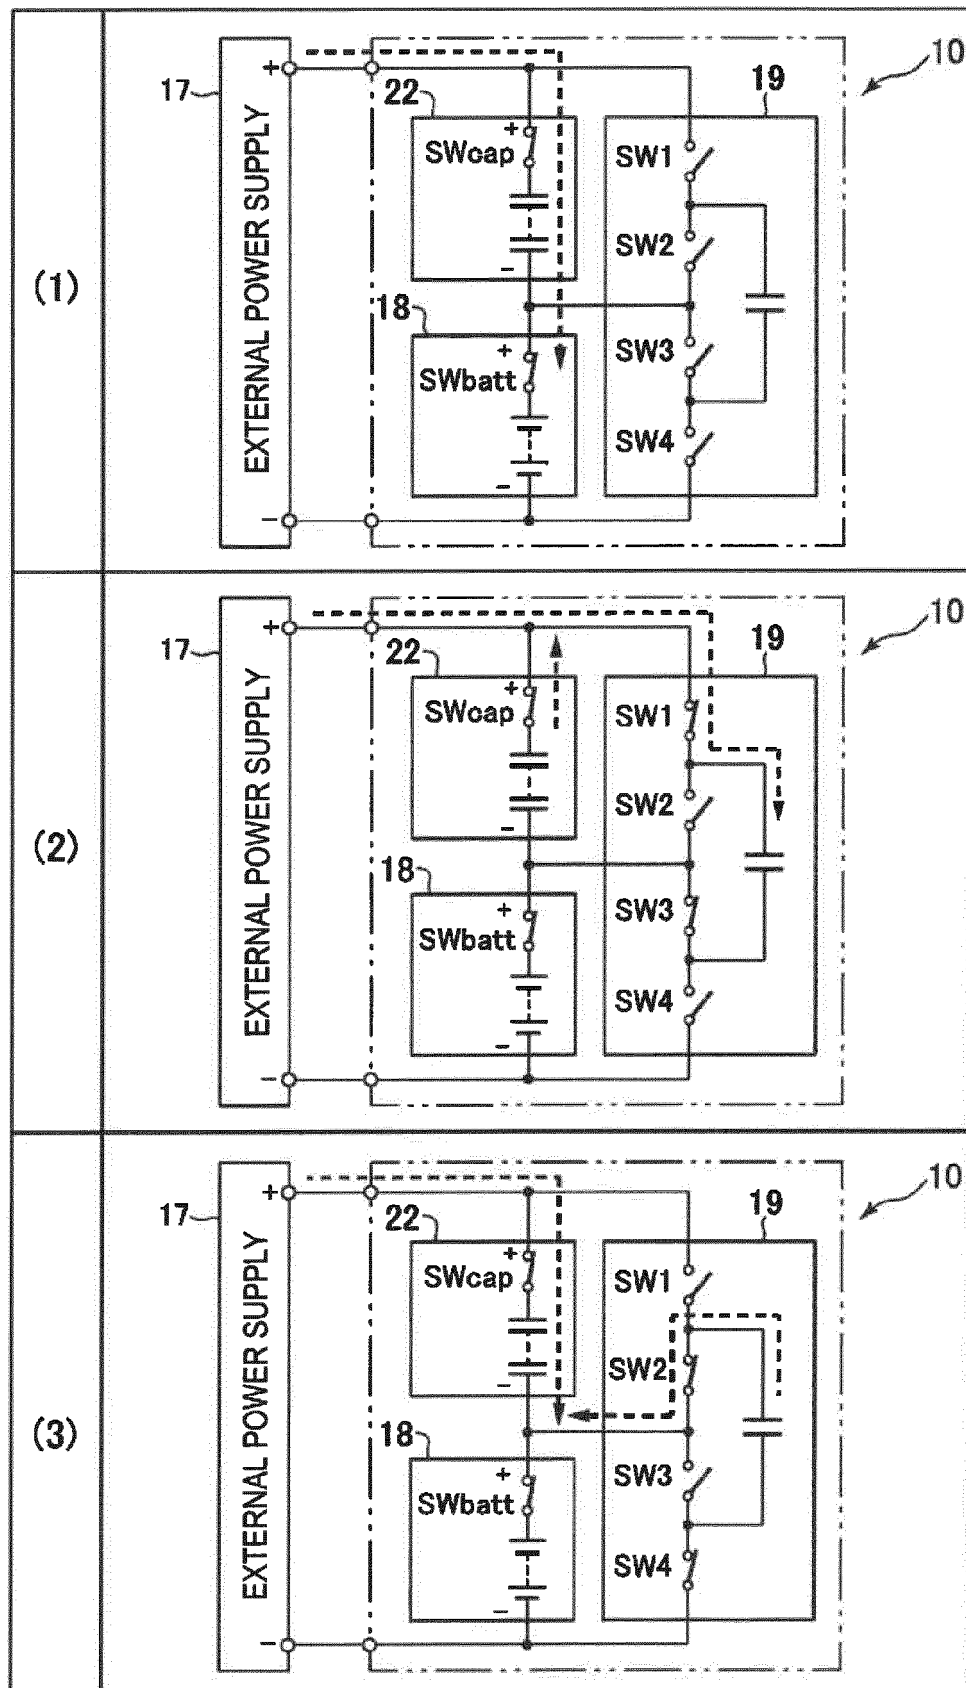 (1)
17
EXTERNAL POWER SUPPLY
+
−
10
22
+
SWcap
−
18
+
SWbatt
−
19
SW1
SW2
SW3
SW4
(2)
17
EXTERNAL POWER SUPPLY
+
−
10
22
+
SWcap
−
18
+
SWbatt
−
19
SW1
SW2
SW3
SW4
(3)
17
EXTERNAL POWER SUPPLY
+
−
10
22
+
SWcap
−
18
+
SWbatt
−
19
SW1
SW2
SW3
SW4